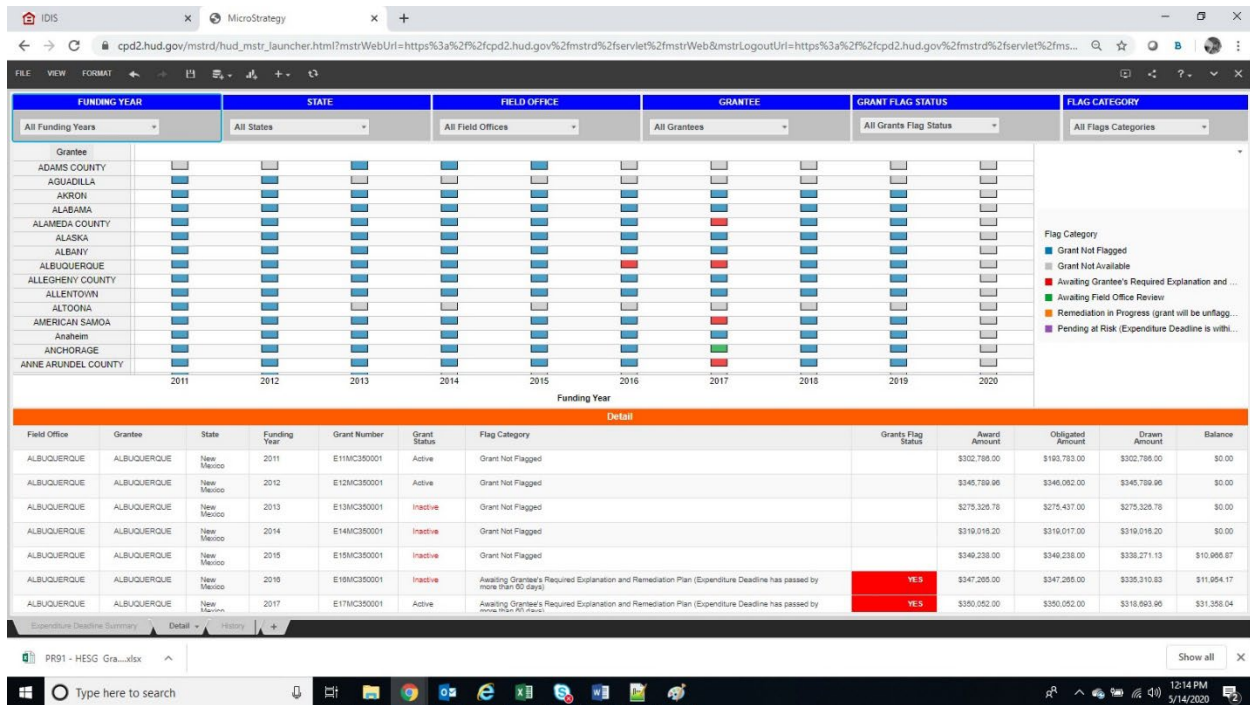 IDIS
MicroStrategy
cpd2.hud.gov/mstrd/hud_mstr_launcher.html?mstrWebUrl=https%3a%2f%2fcpd2.hud.gov%2fmstrd%2fservlet%2fmstrWeb&mstrLogoutUrl=https%3a%2f%2fcpd2.hud.gov%2fmstrd%2fservlet%2fms...
FILE VIEW FORMAT
FUNDING YEAR STATE FIELD OFFICE GRANTEE GRANT FLAG STATUS FLAG CATEGORY
All Funding Years All States All Field Offices All Grantees All Grants Flag Status All Flags Categories
Grantee
ADAMS COUNTY
AGUADILLA
AKRON
ALABAMA
ALAMEDA COUNTY
ALASKA
ALBANY
ALBUQUERQUE
ALLEGHENY COUNTY
ALLENTOWN
ALTOONA
AMERICAN SAMOA
Anaheim
ANCHORAGE
ANNE ARUNDEL COUNTY
2011 2012 2013 2014 2015 2016 2017 2018 2019 2020
Funding Year
Flag Category
Grant Not Flagged
Grant Not Available
Awaiting Grantee's Required Explanation and ...
Awaiting Field Office Review
Remediation in Progress (grant will be unflagg...
Pending at Risk (Expenditure Deadline is withi...
Detail
Field Office Grantee State Funding Year Grant Number Grant Status Flag Category Grants Flag Status Award Amount Obligated Amount Drawn Amount Balance
ALBUQUERQUE ALBUQUERQUE New Mexico 2011 E11MC350001 Active Grant Not Flagged $302,786.00 $193,783.00 $302,786.00 $0.00
ALBUQUERQUE ALBUQUERQUE New Mexico 2012 E12MC350001 Active Grant Not Flagged $345,789.96 $346,062.00 $345,789.96 $0.00
ALBUQUERQUE ALBUQUERQUE New Mexico 2013 E13MC350001 Inactive Grant Not Flagged $275,326.78 $275,437.00 $275,326.78 $0.00
ALBUQUERQUE ALBUQUERQUE New Mexico 2014 E14MC350001 Inactive Grant Not Flagged $319,016.20 $319,017.00 $319,016.20 $0.00
ALBUQUERQUE ALBUQUERQUE New Mexico 2015 E15MC350001 Inactive Grant Not Flagged $349,238.00 $349,238.00 $338,271.13 $10,966.87
ALBUQUERQUE ALBUQUERQUE New Mexico 2016 E16MC350001 Inactive Awaiting Grantee's Required Explanation and Remediation Plan (Expenditure Deadline has passed by more than 60 days) YES $347,265.00 $347,265.00 $335,310.83 $11,954.17
ALBUQUERQUE ALBUQUERQUE New Mexico 2017 E17MC350001 Active Awaiting Grantee's Required Explanation and Remediation Plan (Expenditure Deadline has passed by more than 60 days) YES $350,052.00 $350,052.00 $318,693.96 $31,358.04
Expenditure Deadline Summary Detail History +
PR91 - HESG Gra....xlsx Show all
Type here to search
12:14 PM
5/14/2020